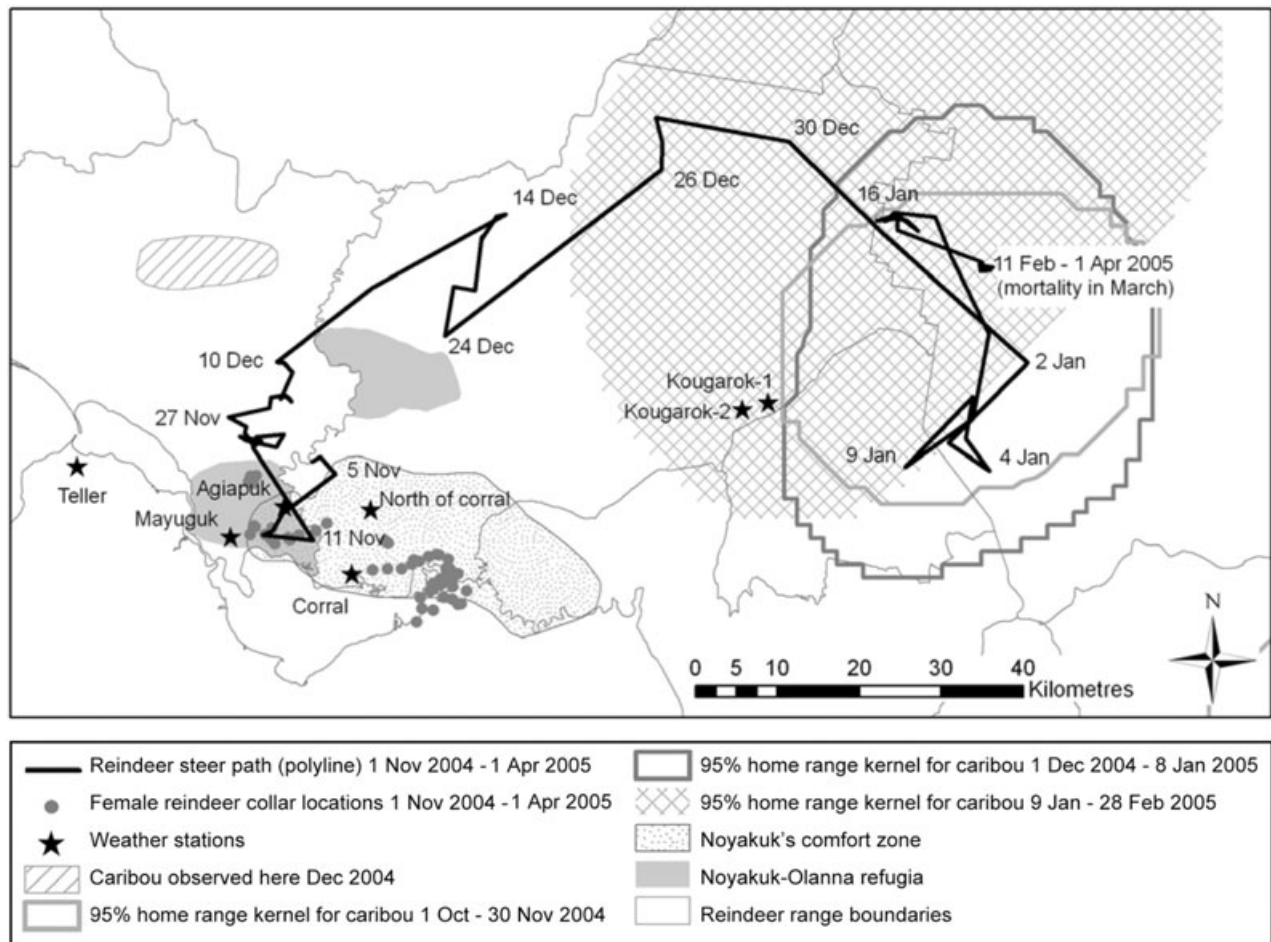 30 Dec
26 Dec
14 Dec
16 Jan
11 Feb - 1 Apr 2005
(mortality in March)
24 Dec
10 Dec
2 Jan
Kougarok-1
Kougarok-2
27 Nov
9 Jan
4 Jan
5 Nov
Teller
Agiapuk
North of corral
Mayuguk
11 Nov
Corral
N
0 5 10 20 30 40
Kilometres
Reindeer steer path (polyline) 1 Nov 2004 - 1 Apr 2005
Female reindeer collar locations 1 Nov 2004 - 1 Apr 2005
Weather stations
Caribou observed here Dec 2004
95% home range kernel for caribou 1 Oct - 30 Nov 2004
95% home range kernel for caribou 1 Dec 2004 - 8 Jan 2005
95% home range kernel for caribou 9 Jan - 28 Feb 2005
Noyakuk's comfort zone
Noyakuk-Olanna refugia
Reindeer range boundaries